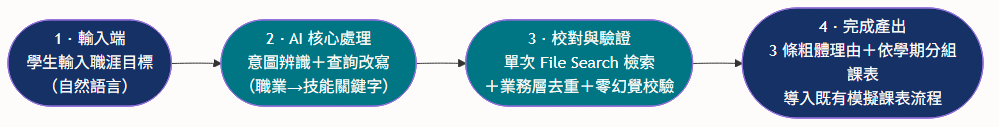 1 · 輸入端
學生輸入職涯目標
（自然語言）
2 · AI 核心處理
意圖辨識＋查詢改寫
（職業→技能關鍵字）
3 · 校對與驗證
單次 File Search 檢索
＋業務層去重＋零幻覺校驗
4 · 完成產出
3 條粗體理由＋依學期分組
課表
導入既有模擬課表流程